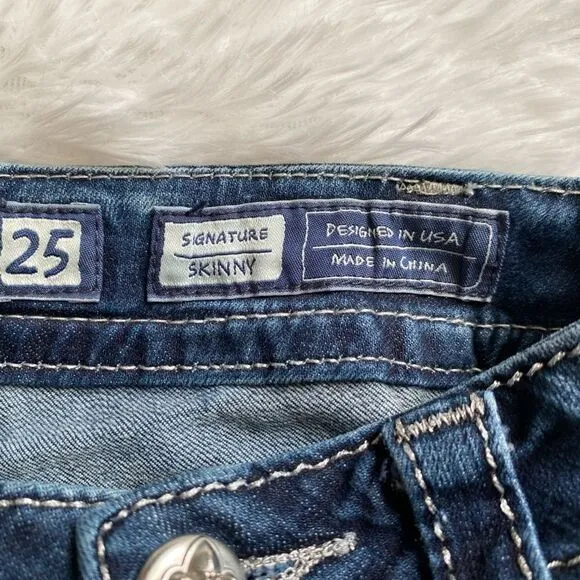 25
SIGNATURE
SKINNY
DESIGNED IN USA
MADE IN CHINA